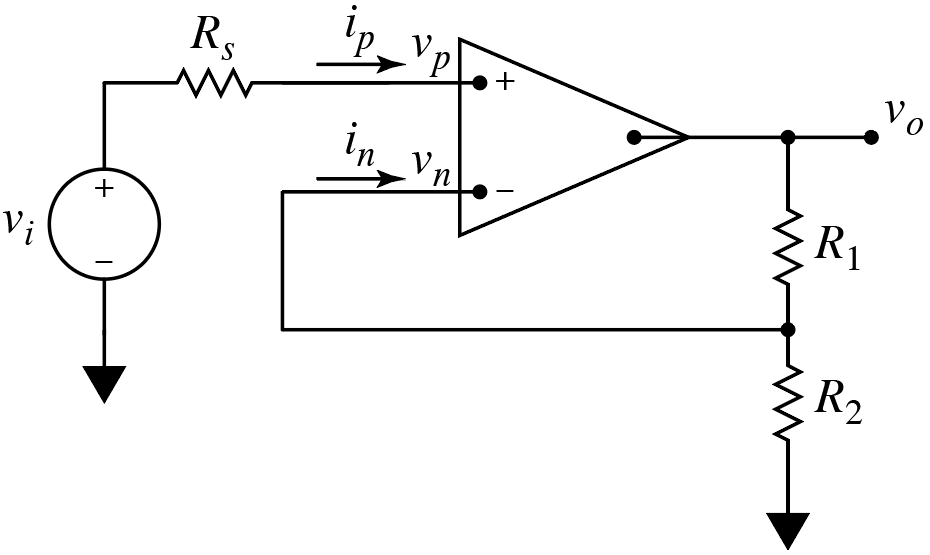 R_s
i_p
v_p
+
i_n
v_n
−
v_o
+
v_i
−
R_1
R_2